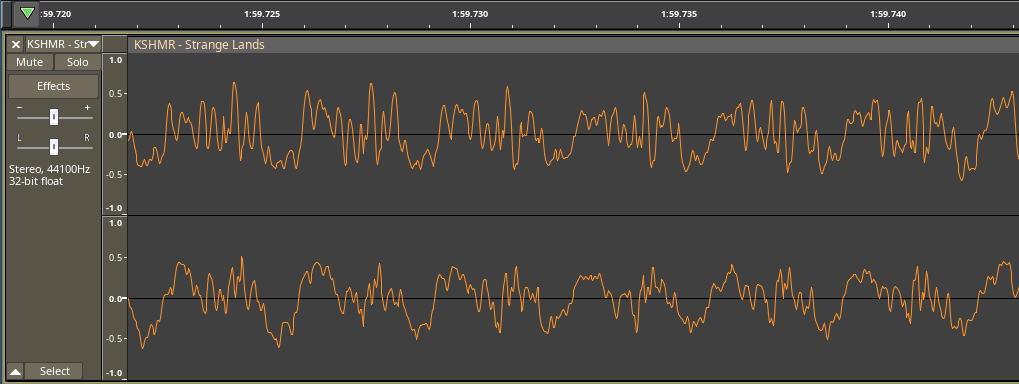 :59.720 1:59.725 1:59.730 1:59.735 1:59.740
KSHMR - Str
KSHMR - Strange Lands
Mute Solo
Effects
- +
L R
Stereo, 44100Hz
32-bit float
1.0
0.5
0.0
-0.5
-1.0
1.0
0.5
0.0
-0.5
-1.0
Select